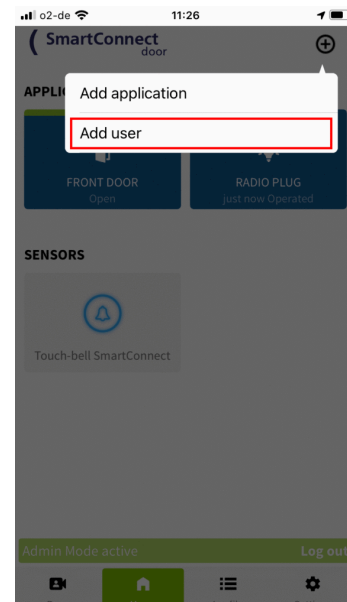 o2-de 11:26
( SmartConnect
door
APPLI
Add application
Add user
FRONT DOOR RADIO PLUG
Open just now Operated
SENSORS
Touch-bell SmartConnect
Admin Mode active Log out